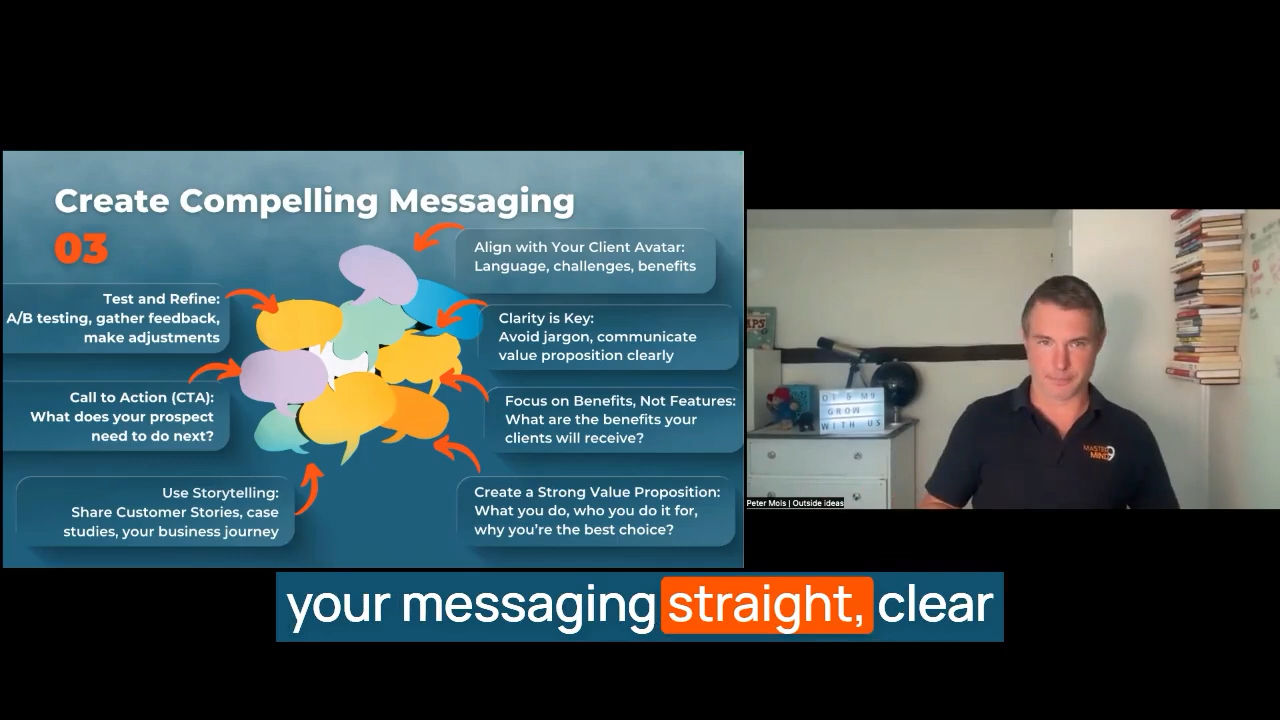 Create Compelling Messaging
03
Align with Your Client Avatar:
Language, challenges, benefits
Test and Refine:
A/B testing, gather feedback,
make adjustments
Clarity is Key:
Avoid jargon, communicate
value proposition clearly
Call to Action (CTA):
What does your prospect
need to do next?
Focus on Benefits, Not Features:
What are the benefits your
clients will receive?
Use Storytelling:
Share Customer Stories, case
studies, your business journey
Create a Strong Value Proposition:
What you do, who you do it for,
why you’re the best choice?
GROW
WITH US
MASTER
MIND9
Peter Mols | Outside ideas
your messaging straight, clear